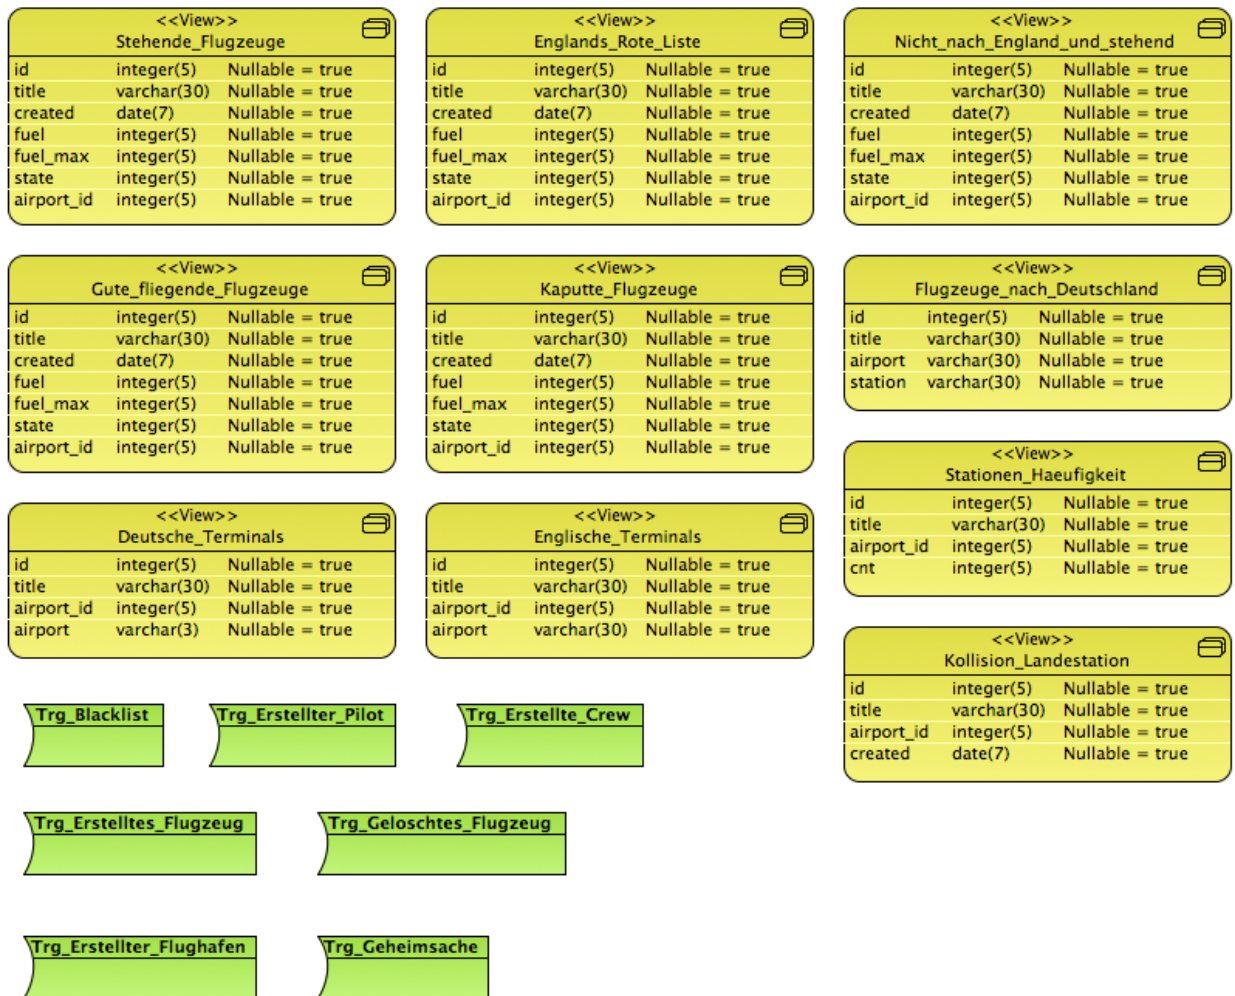 <<View>>
Stehende_Flugzeuge
id integer(5) Nullable = true
title varchar(30) Nullable = true
created date(7) Nullable = true
fuel integer(5) Nullable = true
fuel_max integer(5) Nullable = true
state integer(5) Nullable = true
airport_id integer(5) Nullable = true
<<View>>
Englands_Rote_Liste
id integer(5) Nullable = true
title varchar(30) Nullable = true
created date(7) Nullable = true
fuel integer(5) Nullable = true
fuel_max integer(5) Nullable = true
state integer(5) Nullable = true
airport_id integer(5) Nullable = true
<<View>>
Nicht_nach_England_und_stehend
id integer(5) Nullable = true
title varchar(30) Nullable = true
created date(7) Nullable = true
fuel integer(5) Nullable = true
fuel_max integer(5) Nullable = true
state integer(5) Nullable = true
airport_id integer(5) Nullable = true
<<View>>
Gute_fliegende_Flugzeuge
id integer(5) Nullable = true
title varchar(30) Nullable = true
created date(7) Nullable = true
fuel integer(5) Nullable = true
fuel_max integer(5) Nullable = true
state integer(5) Nullable = true
airport_id integer(5) Nullable = true
<<View>>
Kaputte_Flugzeuge
id integer(5) Nullable = true
title varchar(30) Nullable = true
created date(7) Nullable = true
fuel integer(5) Nullable = true
fuel_max integer(5) Nullable = true
state integer(5) Nullable = true
airport_id integer(5) Nullable = true
<<View>>
Flugzeuge_nach_Deutschland
id integer(5) Nullable = true
title varchar(30) Nullable = true
airport varchar(30) Nullable = true
station varchar(30) Nullable = true
<<View>>
Stationen_Haeufigkeit
id integer(5) Nullable = true
title varchar(30) Nullable = true
airport_id integer(5) Nullable = true
cnt integer(5) Nullable = true
<<View>>
Deutsche_Terminals
id integer(5) Nullable = true
title varchar(30) Nullable = true
airport_id integer(5) Nullable = true
airport varchar(3) Nullable = true
<<View>>
Englische_Terminals
id integer(5) Nullable = true
title varchar(30) Nullable = true
airport_id integer(5) Nullable = true
airport varchar(30) Nullable = true
<<View>>
Kollision_Landestation
id integer(5) Nullable = true
title varchar(30) Nullable = true
airport_id integer(5) Nullable = true
created date(7) Nullable = true
Trg_Blacklist
Trg_Erstellter_Pilot
Trg_Erstellte_Crew
Trg_Erstelltes_Flugzeug
Trg_Geloschtes_Flugzeug
Trg_Erstellter_Flughafen
Trg_Geheimsache